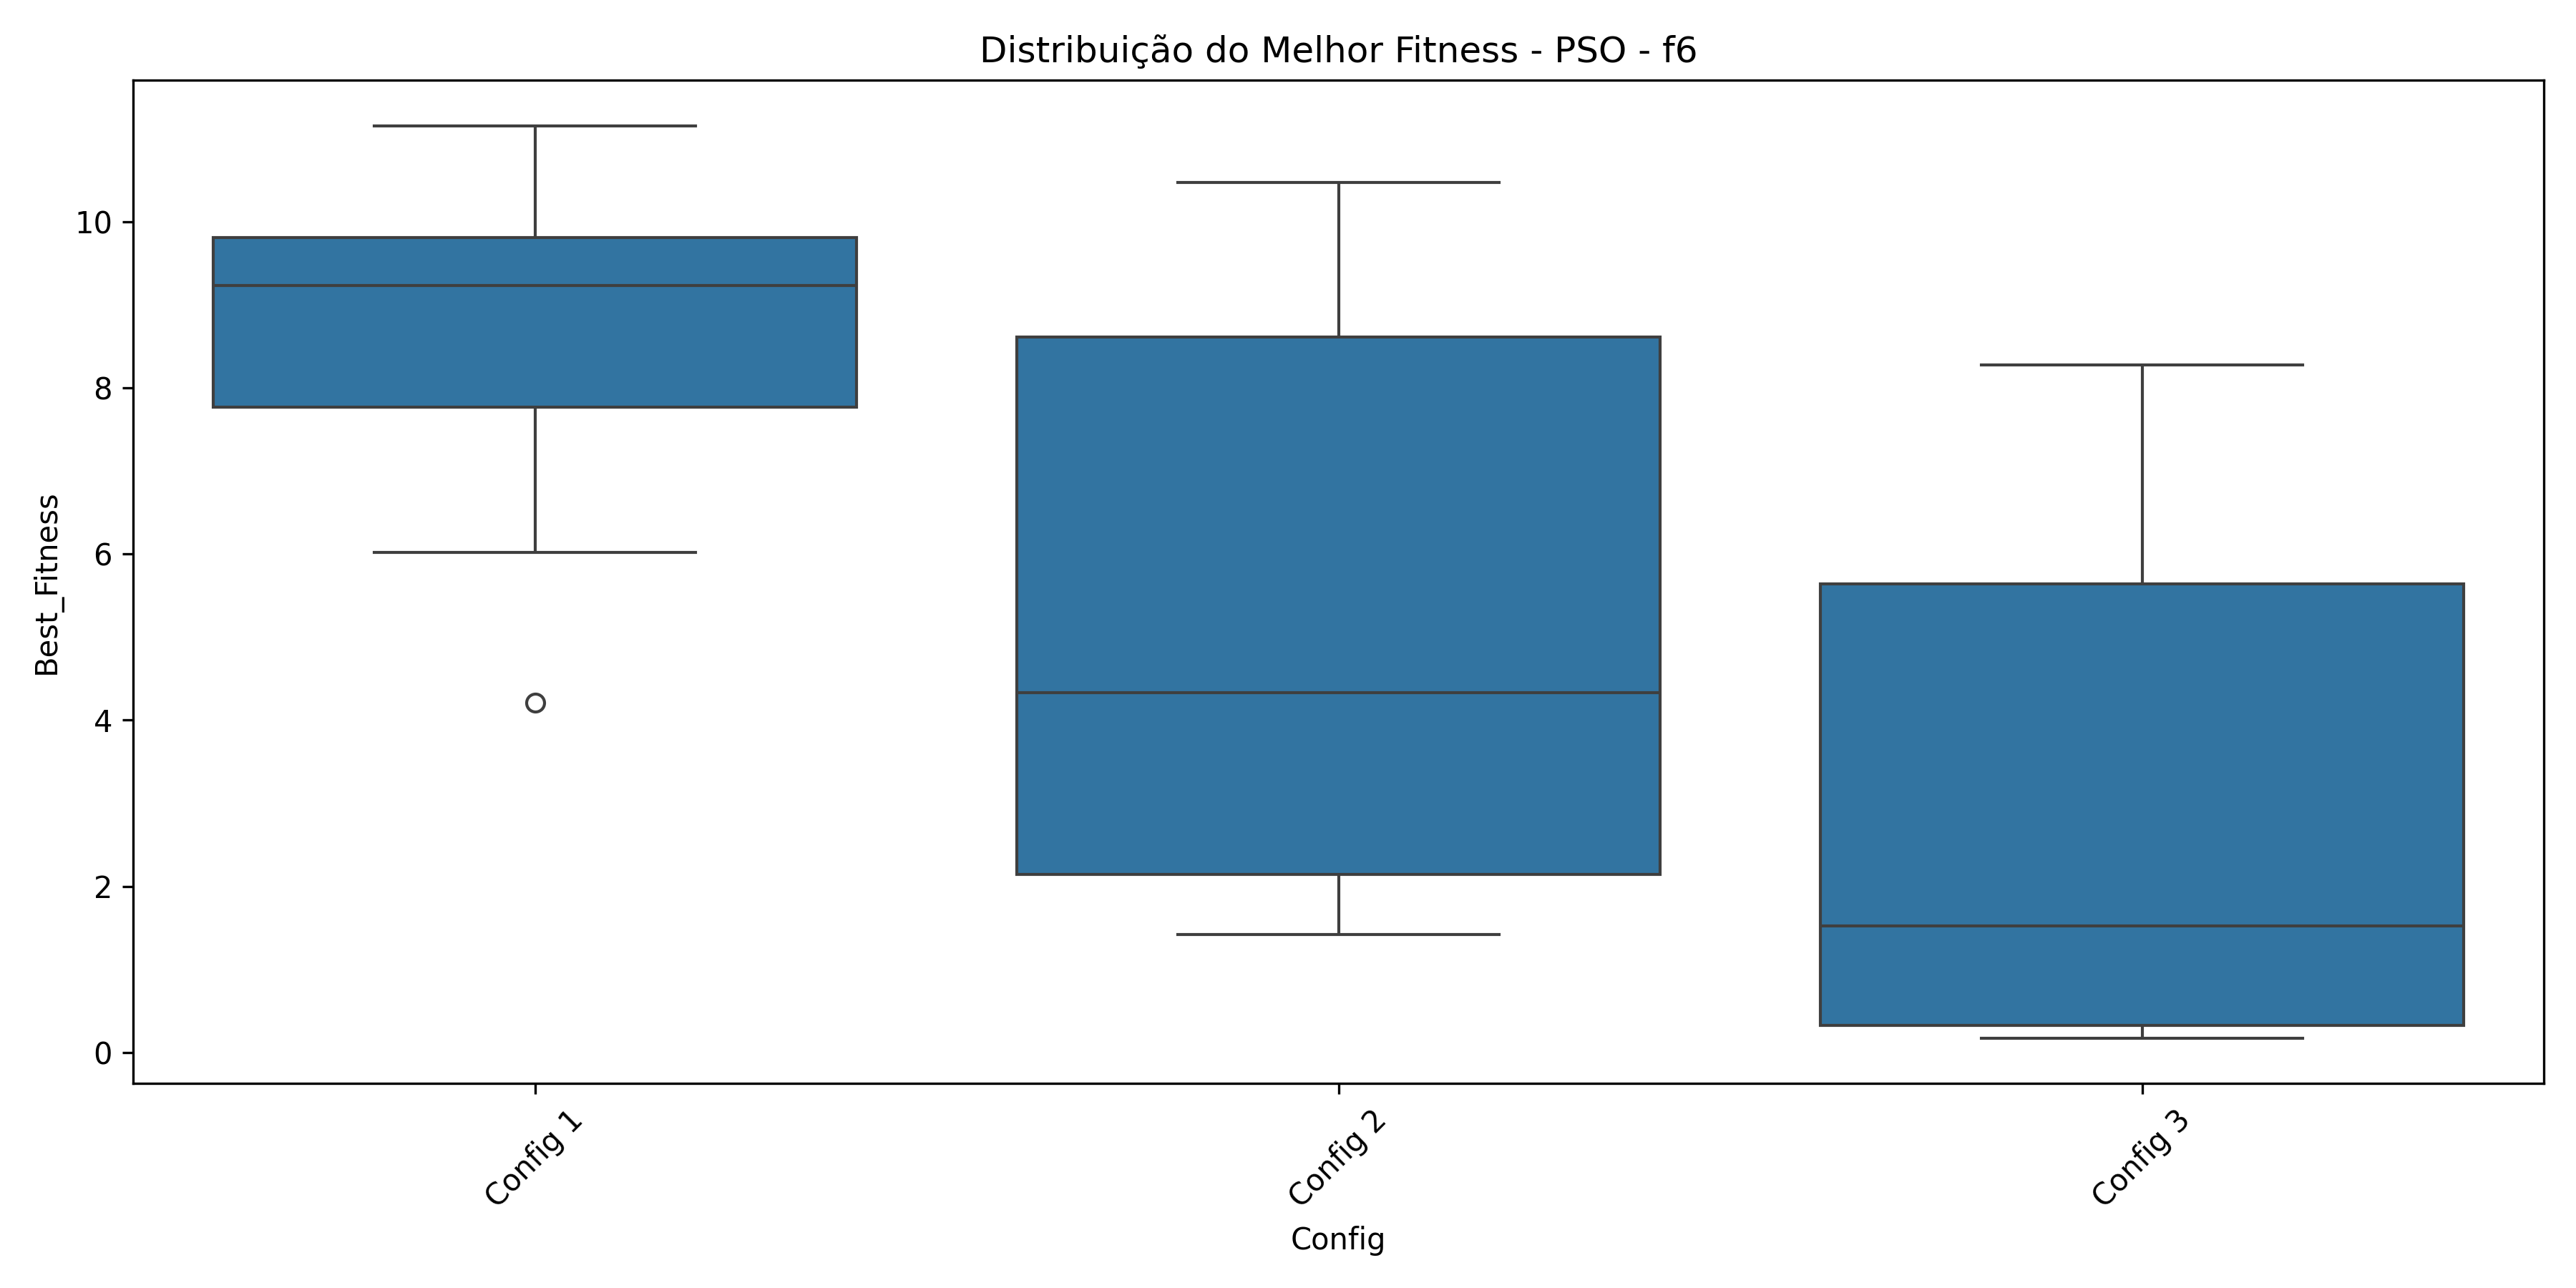 Distribuição do Melhor Fitness - PSO - f6
Best_Fitness
10
8
6
4
2
0
Config 1
Config 2
Config 3
Config